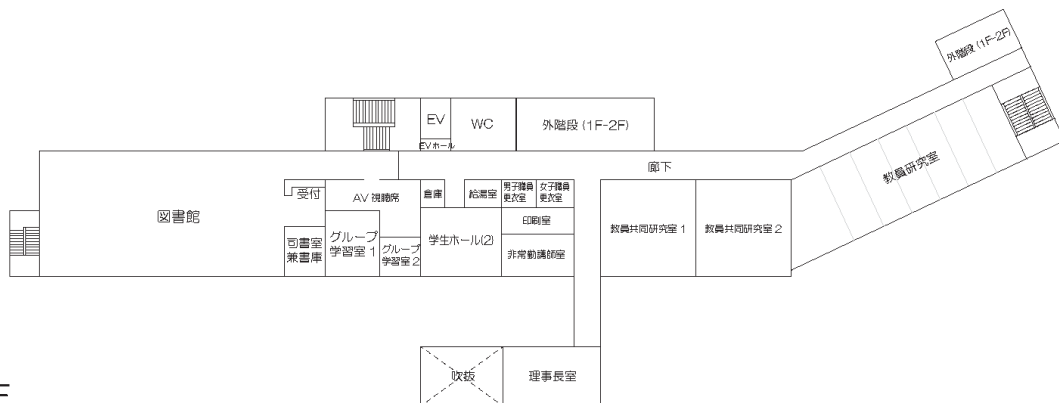 外階段(1F-2F)
EV
WC
外階段(1F-2F)
EVホール
廊下
教員研究室
受付
AV 視聴席
倉庫
給湯室
男子職員
更衣室
女子職員
更衣室
図書館
印刷室
教員共同研究室 1
教員共同研究室 2
司書室
兼書庫
グループ
学習室 1
グループ
学習室 2
学生ホール(2)
非常勤講師室
吹抜
理事長室